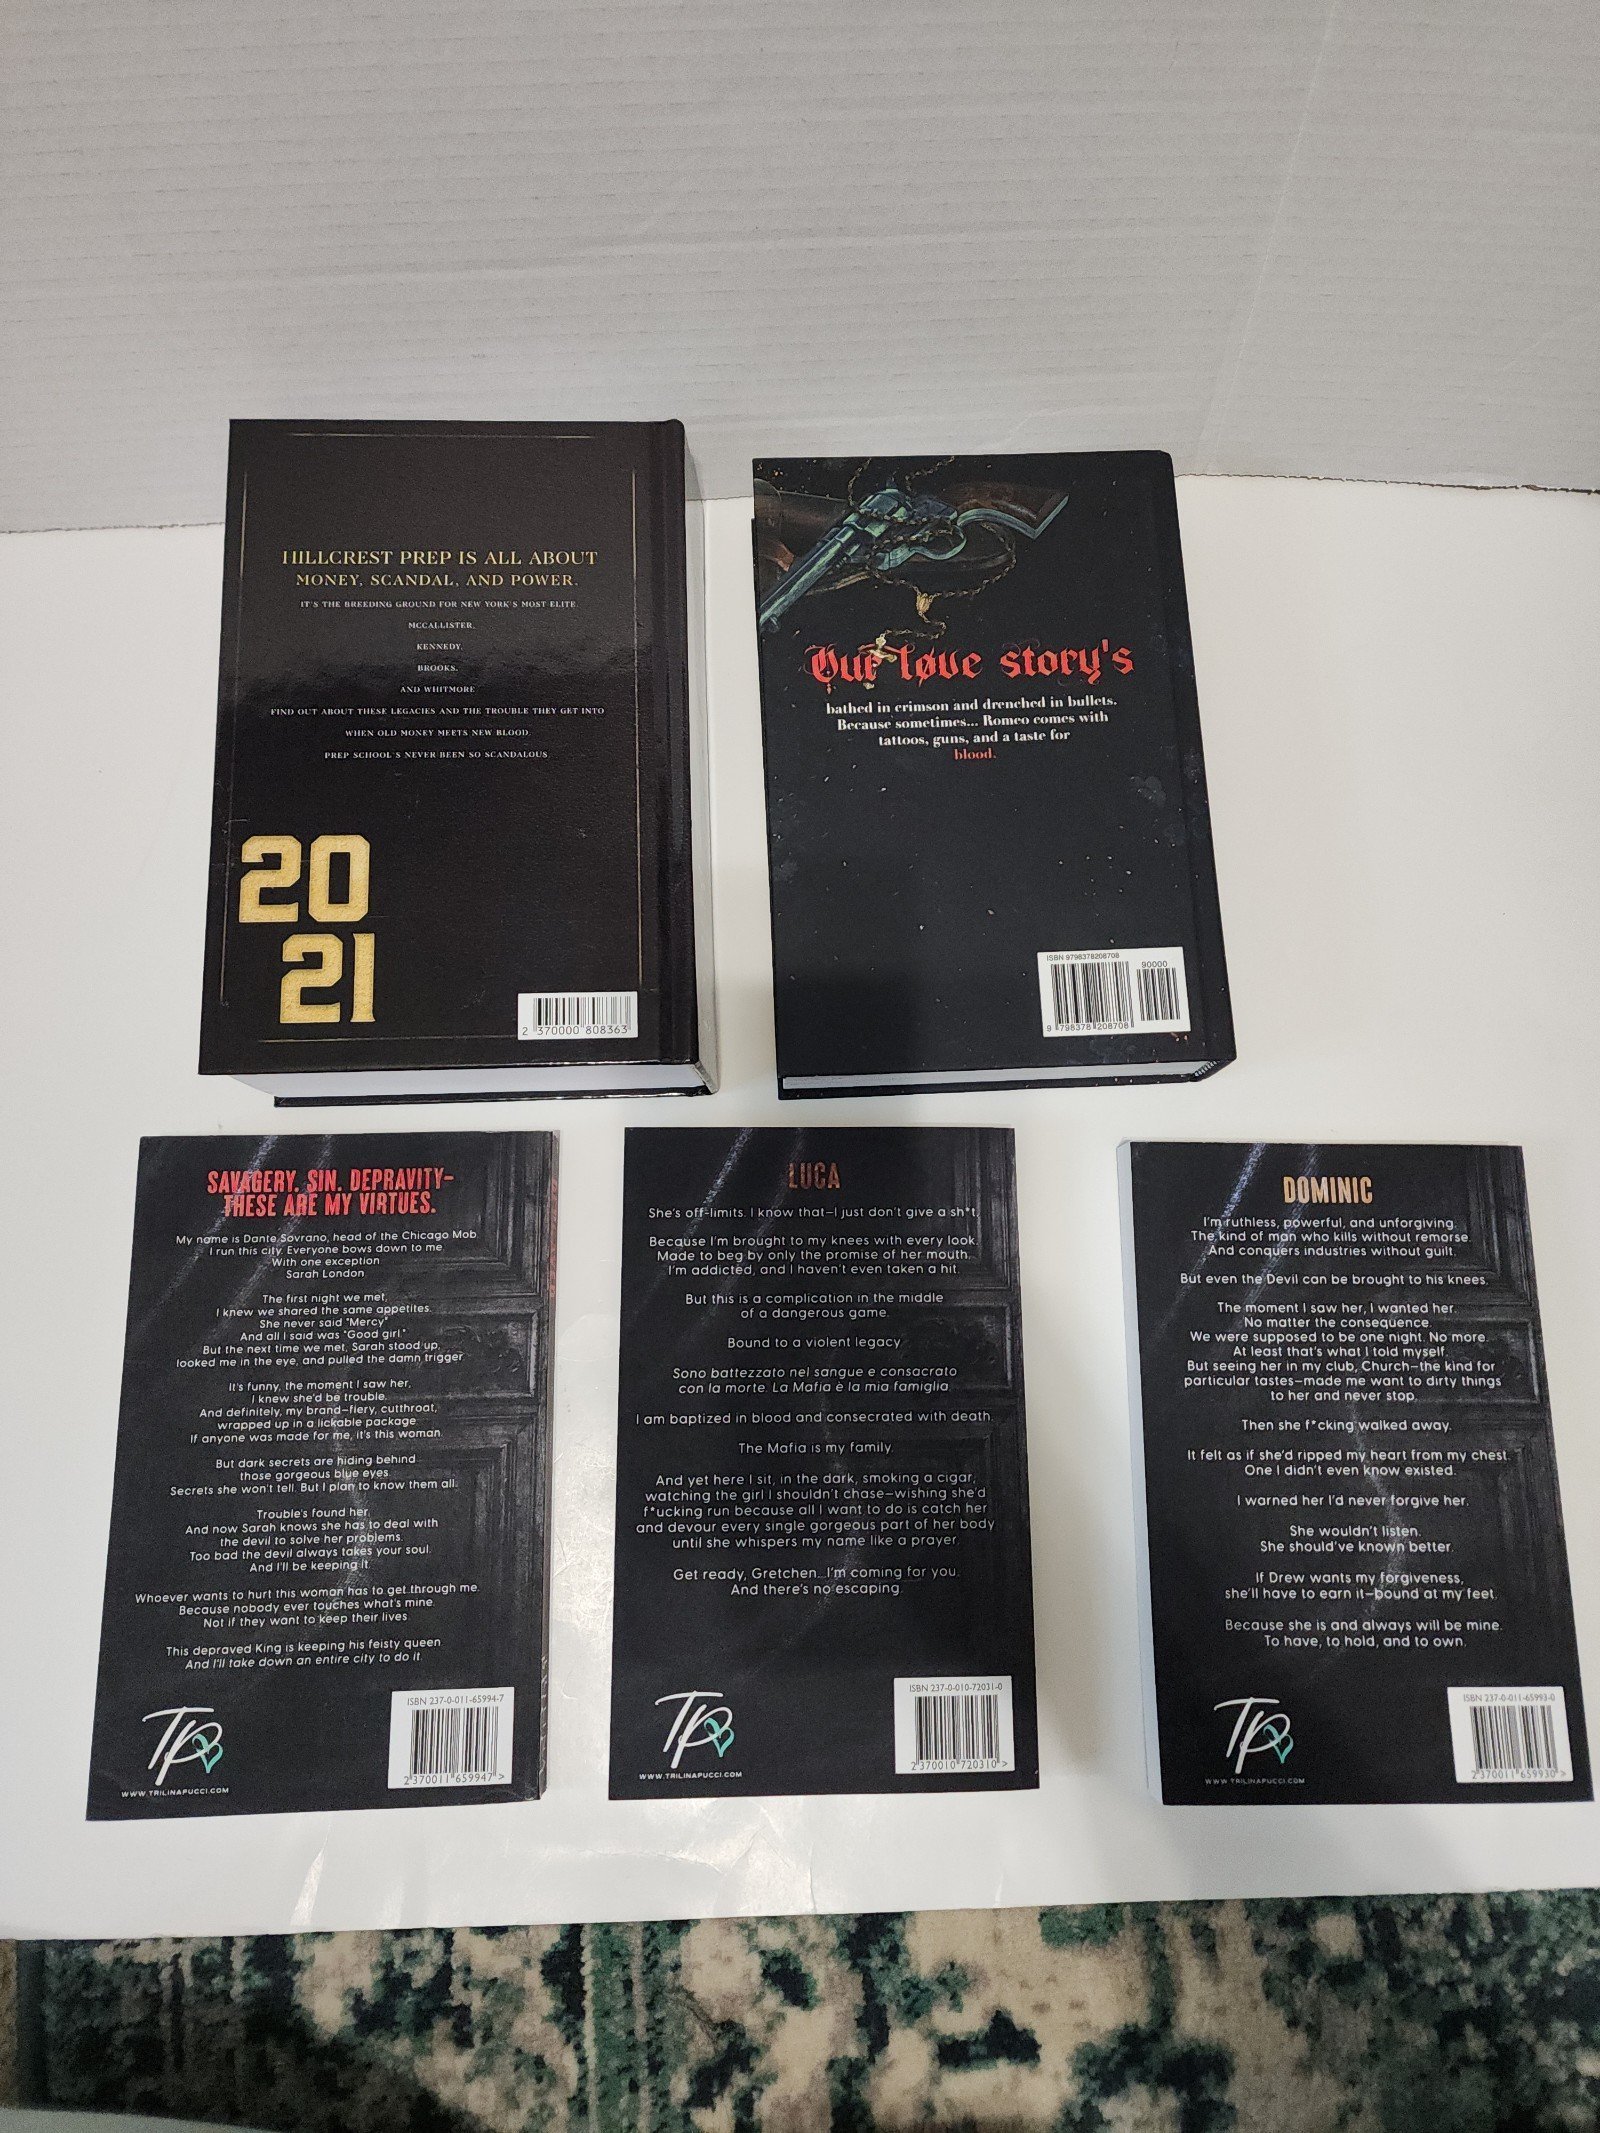 HILLCREST PREP IS ALL ABOUT
MONEY, SCANDAL, AND POWER.
IT'S THE BREEDING GROUND FOR NEW YORK'S MOST ELITE.
MCCALLISTER,
KENNEDY,
BROOKS,
AND WHITMORE
FIND OUT ABOUT THESE LEGACIES AND THE TROUBLE THEY GET INTO
WHEN OLD MONEY MEETS NEW BLOOD.
PREP SCHOOL'S NEVER BEEN SO SCANDALOUS
20
21
2 370000 808363
Our løve story's
bathed in crimson and drenched in bullets.
Because sometimes... Romeo comes with
tattoos, guns, and a taste for
blood.
ISBN 9798378208708
90000
9 798378 208708
SAVAGERY. SIN. DEPRAVITY–
THESE ARE MY VIRTUES.
My name is Dante Sovrano, head of the Chicago Mob.
I run this city. Everyone bows down to me
With one exception
Sarah London
The first night we met,
I knew we shared the same appetites.
She never said "Mercy"
And all I said was "Good girl."
But the next time we met, Sarah stood up,
looked me in the eye, and pulled the damn trigger
It's funny, the moment I saw her,
I knew she'd be trouble.
And definitely, my brand–fiery, cutthroat,
wrapped up in a lickable package.
If anyone was made for me, it's this woman.
But dark secrets are hiding behind
those gorgeous blue eyes.
Secrets she won't tell. But I plan to know them all.
Trouble's found her,
And now Sarah knows she has to deal with
the devil to solve her problems.
Too bad the devil always takes your soul.
And I'll be keeping it.
Whoever wants to hurt this woman has to get through me.
Because nobody ever touches what's mine.
Not if they want to keep their lives
This depraved King is keeping his feisty queen.
And I'll take down an entire city to do it.
TP
WWW.TRILINAPUCCI.COM
ISBN 237-0-011-65994-7
2 370011 659947 >
LUCA
She's off-limits. I know that–I just don't give a sh*t.
Because I'm brought to my knees with every look.
Made to beg by only the promise of her mouth.
I'm addicted, and I haven't even taken a hit.
But this is a complication in the middle
of a dangerous game.
Bound to a violent legacy
Sono battezzato nel sangue e consacrato
con la morte. La Mafia è la mia famiglia.
I am baptized in blood and consecrated with death.
The Mafia is my family.
And yet here I sit, in the dark, smoking a cigar,
watching the girl I shouldn't chase–wishing she'd
f*ucking run because all I want to do is catch her
and devour every single gorgeous part of her body
until she whispers my name like a prayer.
Get ready, Gretchen...I'm coming for you.
And there's no escaping.
TP
WWW.TRILINAPUCCI.COM
ISBN 237-0-010-72031-0
2 370010 720310 >
DOMINIC
I'm ruthless, powerful, and unforgiving.
The kind of man who kills without remorse.
And conquers industries without guilt.
But even the Devil can be brought to his knees.
The moment I saw her, I wanted her.
No matter the consequence.
We were supposed to be one night. No more.
At least that's what I told myself.
But seeing her in my club, Church–the kind for
particular tastes–made me want to dirty things
to her and never stop.
Then she f*cking walked away.
It felt as if she'd ripped my heart from my chest.
One I didn't even know existed.
I warned her I'd never forgive her.
She wouldn't listen.
She should've known better.
If Drew wants my forgiveness,
she'll have to earn it–bound at my feet.
Because she is and always will be mine.
To have, to hold, and to own.
TP
WWW.TRILINAPUCCI.COM
ISBN 237-0-011-65993-0
2 370011 659930 >